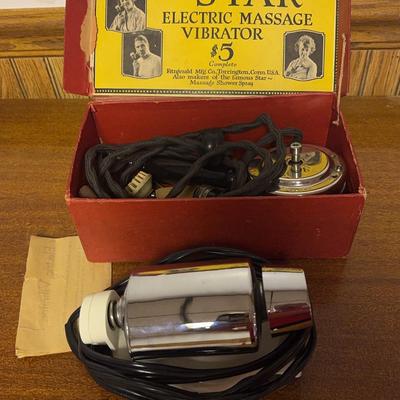 STAR
ELECTRIC MASSAGE
VIBRATOR
$5
Complete
Fitzgerald Mfg. Co., Torrington, Conn. U.S.A.
Also makers of the famous Star~
Massage Shower Spray